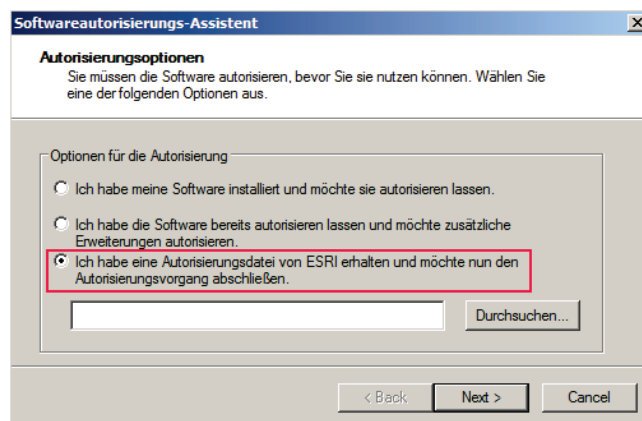 Softwareautorisierungs-Assistent
Autorisierungsoptionen
Sie müssen die Software autorisieren, bevor Sie sie nutzen können. Wählen Sie
eine der folgenden Optionen aus.
Optionen für die Autorisierung
Ich habe meine Software installiert und möchte sie autorisieren lassen.
Ich habe die Software bereits autorisieren lassen und möchte zusätzliche
Erweiterungen autorisieren.
Ich habe eine Autorisierungsdatei von ESRI erhalten und möchte nun den
Autorisierungsvorgang abschließen.
Durchsuchen...
< Back
Next >
Cancel